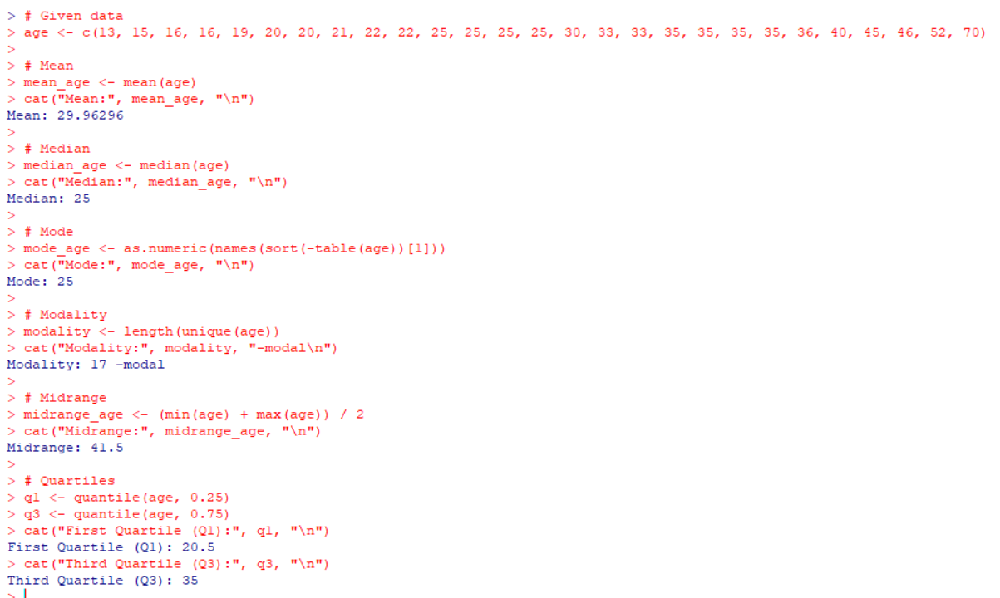 > # Given data
> age <- c(13, 15, 16, 16, 19, 20, 20, 21, 22, 22, 25, 25, 25, 25, 30, 33, 33, 35, 35, 35, 35, 36, 40, 45, 46, 52, 70)
>
> # Mean
> mean_age <- mean(age)
> cat("Mean:", mean_age, "\n")
Mean: 29.96296
>
> # Median
> median_age <- median(age)
> cat("Median:", median_age, "\n")
Median: 25
>
> # Mode
> mode_age <- as.numeric(names(sort(-table(age))[1]))
> cat("Mode:", mode_age, "\n")
Mode: 25
>
> # Modality
> modality <- length(unique(age))
> cat("Modality:", modality, "-modal\n")
Modality: 17 -modal
>
> # Midrange
> midrange_age <- (min(age) + max(age)) / 2
> cat("Midrange:", midrange_age, "\n")
Midrange: 41.5
>
> # Quartiles
> q1 <- quantile(age, 0.25)
> q3 <- quantile(age, 0.75)
> cat("First Quartile (Q1):", q1, "\n")
First Quartile (Q1): 20.5
> cat("Third Quartile (Q3):", q3, "\n")
Third Quartile (Q3): 35
>